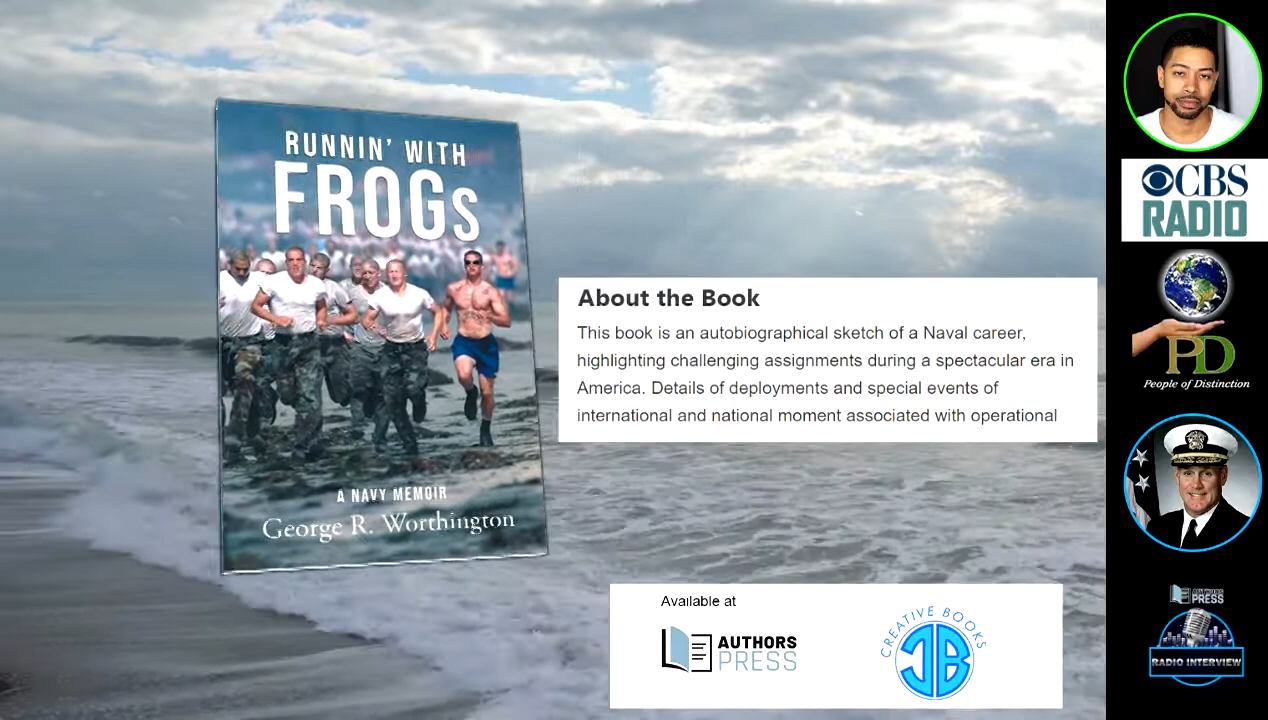 RUNNIN' WITH
FROGs
A NAVY MEMOIR
George R. Worthington
About the Book
This book is an autobiographical sketch of a Naval career,
highlighting challenging assignments during a spectacular era in
America. Details of deployments and special events of
international and national moment associated with operational
Available at
AUTHORS
PRESS
CREATIVE BOOKS
CB
CBS
RADIO
PD
People of Distinction
AUTHORS
PRESS
RADIO INTERVIEW